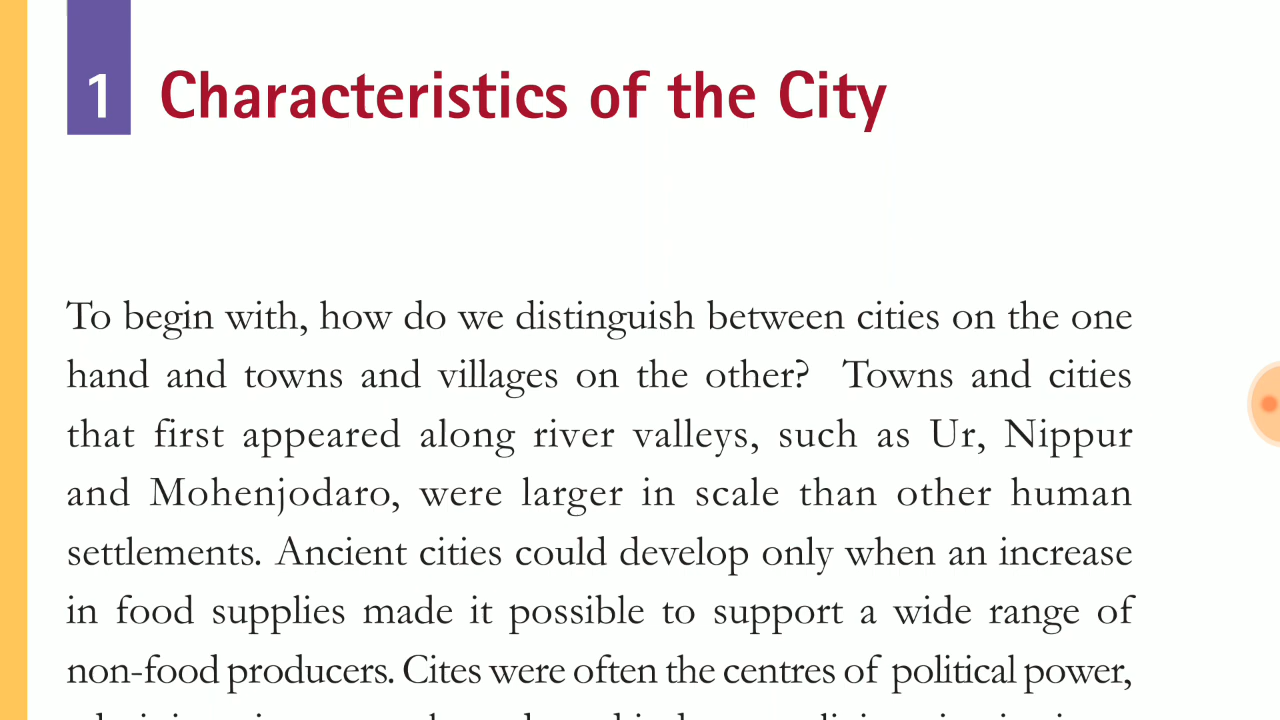 1 Characteristics of the City
To begin with, how do we distinguish between cities on the one
hand and towns and villages on the other? Towns and cities
that first appeared along river valleys, such as Ur, Nippur
and Mohenjodaro, were larger in scale than other human
settlements. Ancient cities could develop only when an increase
in food supplies made it possible to support a wide range of
non-food producers. Cites were often the centres of political power,